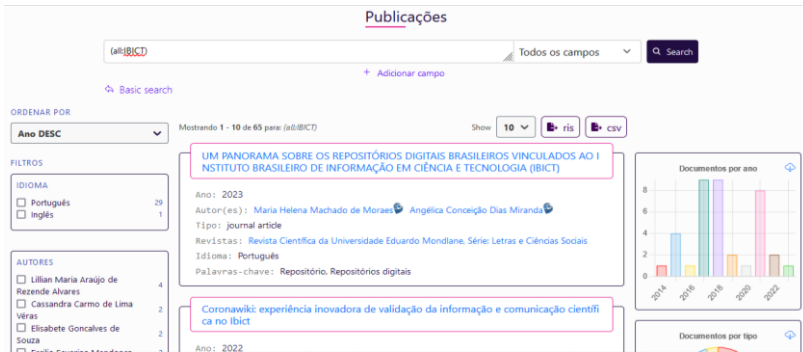 Publicações
(all:IBICT)
Todos os campos
Search
+ Adicionar campo
Basic search
ORDENAR POR
Ano DESC
Mostrando 1 - 10 de 65 para: (all:IBICT)
Show 10 ris csv
FILTROS
IDIOMA
Português 29
Inglês 1
AUTORES
Lillian Maria Araújo de
Rezende Alvares 4
Cassandra Carmo de Lima
Véras 2
Elisabete Goncalves de
Souza 2
UM PANORAMA SOBRE OS REPOSITÓRIOS DIGITAIS BRASILEIROS VINCULADOS AO I
NSTITUTO BRASILEIRO DE INFORMAÇÃO EM CIÊNCIA E TECNOLOGIA (IBICT)
Ano: 2023
Autor(es): Maria Helena Machado de Moraes Angélica Conceição Dias Miranda
Tipo: journal article
Revistas: Revista Científica da Universidade Eduardo Mondlane, Série: Letras e Ciências Sociais
Idioma: Português
Palavras-chave: Repositório, Repositórios digitais
Coronawiki: experiência inovadora de validação da informação e comunicação científi
ca no Ibict
Ano: 2022
Documentos por ano
8
6
4
2
0
2014 2016 2018 2020 2022
Documentos por tipo